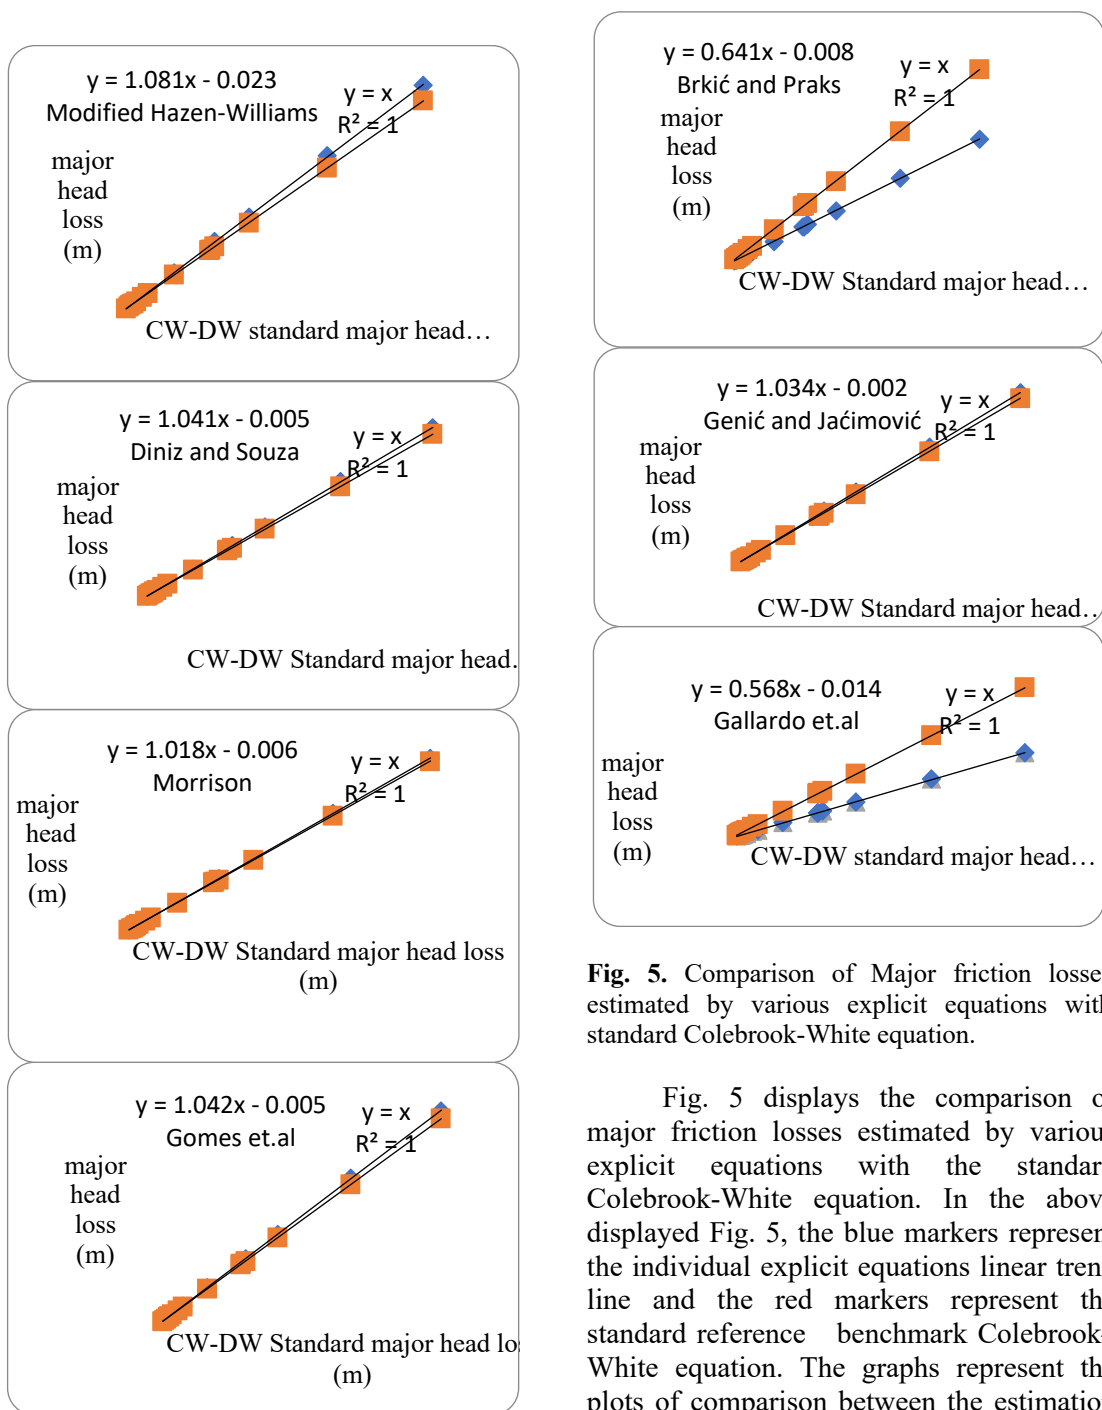 y = 1.081x - 0.023
Modified Hazen-Williams
y = x
R² = 1
major
head
loss
(m)
CW-DW standard major head…
y = 1.041x - 0.005
Diniz and Souza
y = x
R² = 1
major
head
loss
(m)
CW-DW Standard major head.
y = 1.018x - 0.006
Morrison
y = x
R² = 1
major
head
loss
(m)
CW-DW Standard major head loss
(m)
y = 1.042x - 0.005
Gomes et.al
y = x
R² = 1
major
head
loss
(m)
CW-DW Standard major head lo
(m)
y = 0.641x - 0.008
Brkić and Praks
y = x
R² = 1
major
head
loss
(m)
CW-DW Standard major head…
y = 1.034x - 0.002
Genić and Jaćimović
y = x
R² = 1
major
head
loss
(m)
CW-DW Standard major head..
y = 0.568x - 0.014
Gallardo et.al
y = x
R² = 1
major
head
loss
(m)
CW-DW standard major head…
Fig. 5. Comparison of Major friction losse
estimated by various explicit equations with
standard Colebrook-White equation.
Fig. 5 displays the comparison o
major friction losses estimated by variou
explicit equations with the standar
Colebrook-White equation. In the abov
displayed Fig. 5, the blue markers represen
the individual explicit equations linear tren
line and the red markers represent th
standard reference benchmark Colebrook-
White equation. The graphs represent th
plots of comparison between the estimation